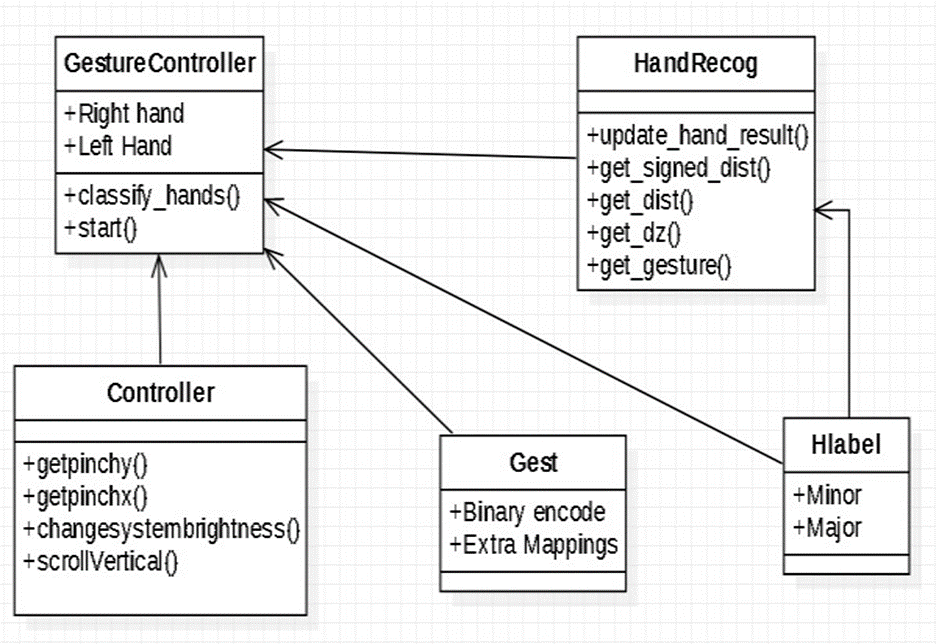 GestureController
+Right hand
+Left Hand
+classify_hands()
+start()
HandRecog
+update_hand_result()
+get_signed_dist()
+get_dist()
+get_dz()
+get_gesture()
Controller
+getpinchy()
+getpinchx()
+changesystembrightness()
+scrollVertical()
Gest
+Binary encode
+Extra Mappings
Hlabel
+Minor
+Major